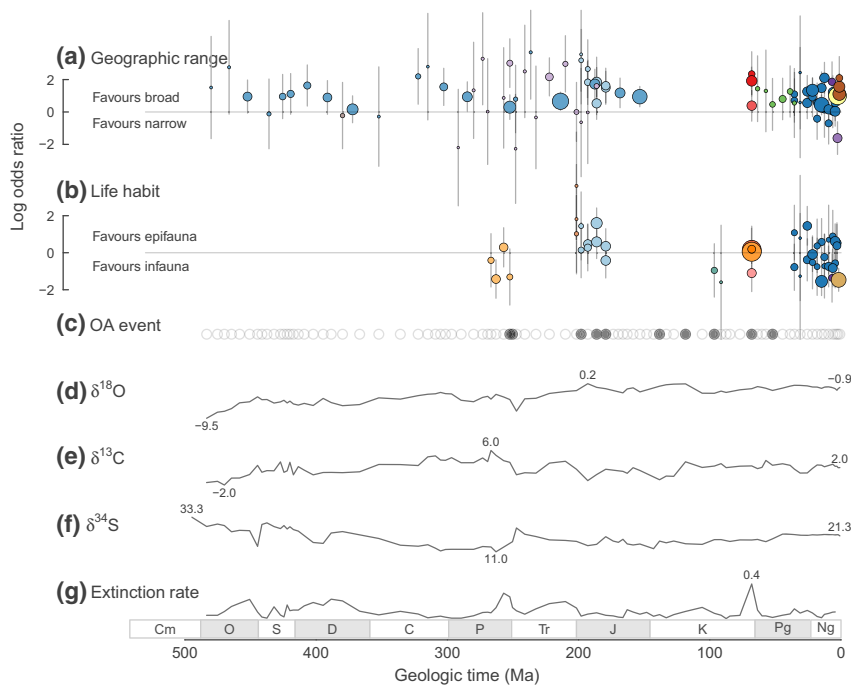 (a) Geographic range
2
Favours broad
0
Favours narrow
−2
Log odds ratio
(b) Life habit
2
Favours epifauna
0
Favours infauna
−2
(c) OA event
(d) δ18O
0.2
−0.9
−9.5
(e) δ13C
6.0
2.0
−2.0
(f) δ34S
33.3
21.3
11.0
(g) Extinction rate
0.4
Cm O S D C P Tr J K Pg Ng
500 400 300 200 100 0
Geologic time (Ma)